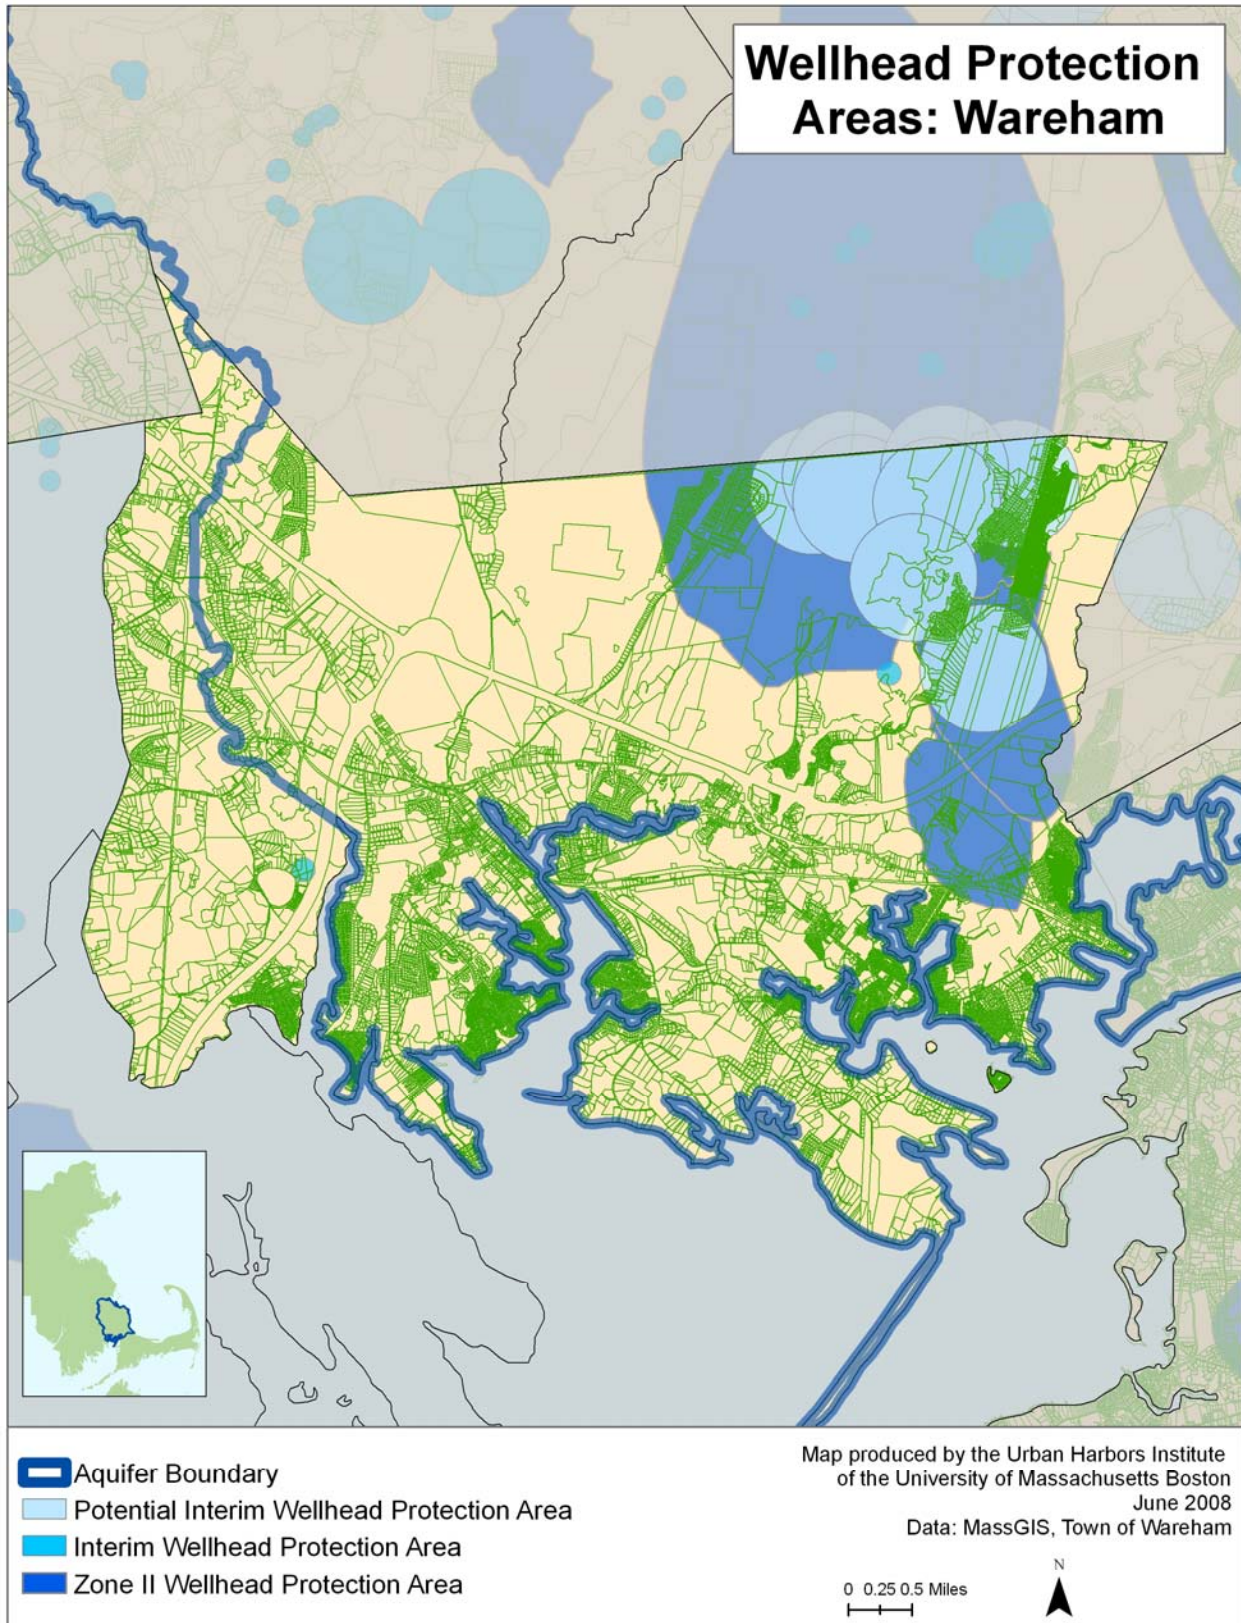 Wellhead Protection
Areas: Wareham
Aquifer Boundary
Potential Interim Wellhead Protection Area
Interim Wellhead Protection Area
Zone II Wellhead Protection Area
Map produced by the Urban Harbors Institute
of the University of Massachusetts Boston
June 2008
Data: MassGIS, Town of Wareham
N
0 0.25 0.5 Miles